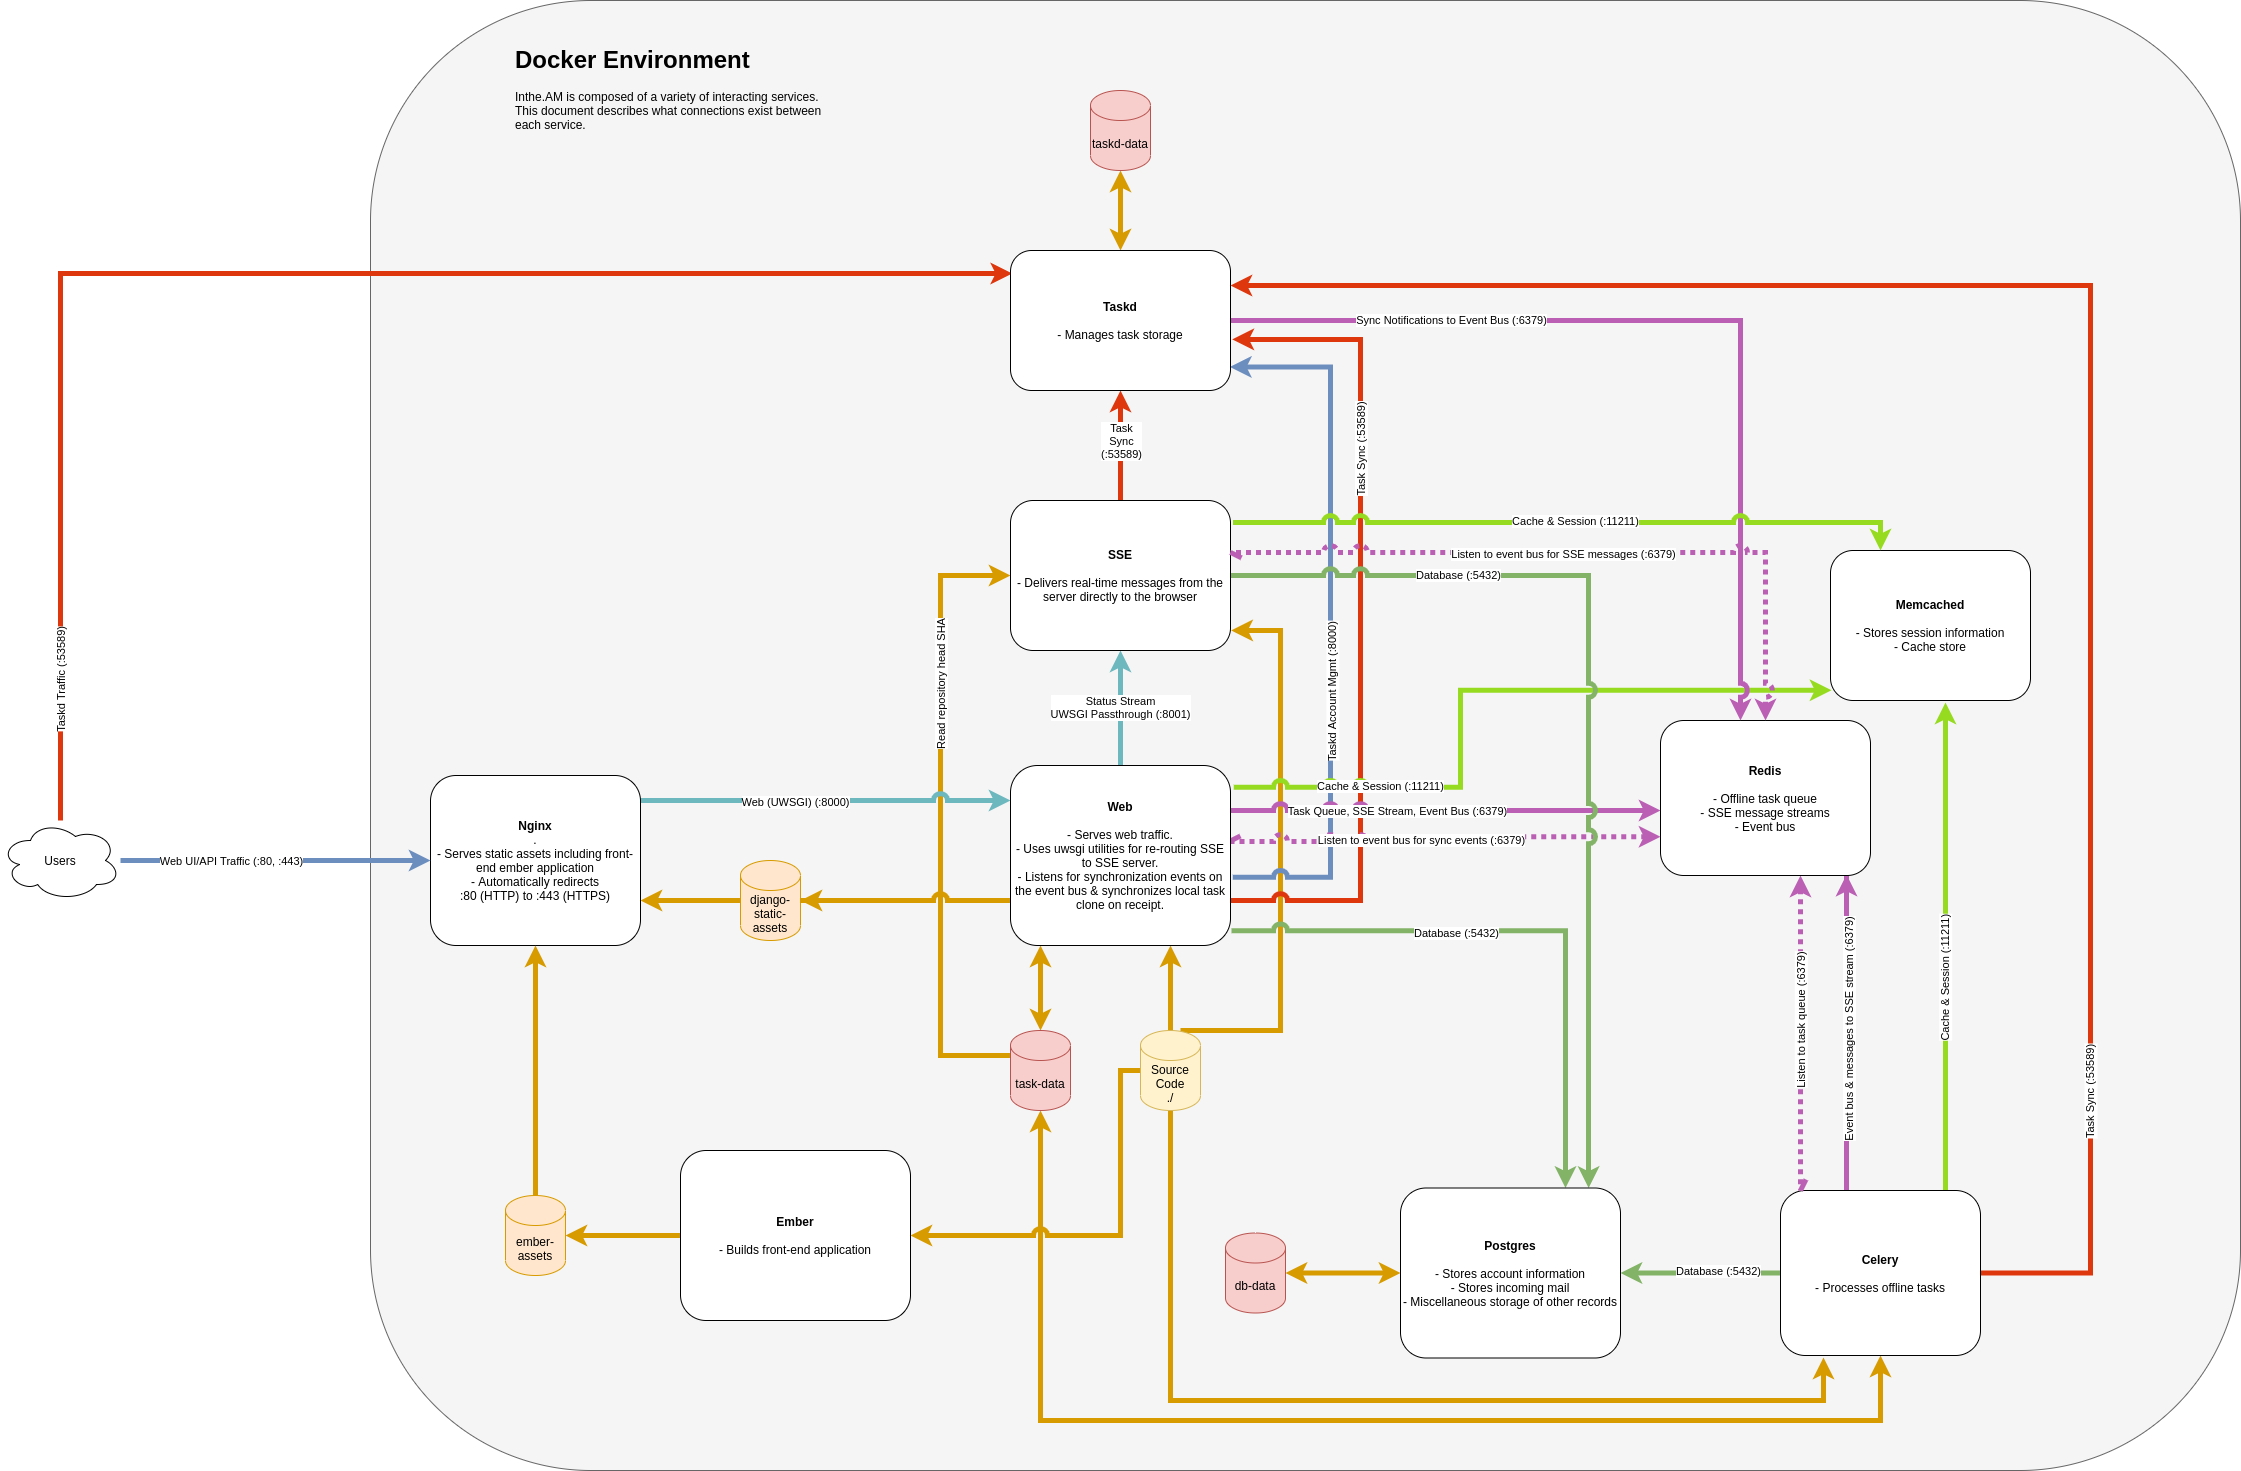 Docker Environment
Inthe.AM is composed of a variety of interacting services.
This document describes what connections exist between
each service.
taskd-data
Taskd
- Manages task storage
Sync Notifications to Event Bus (:6379)
Task
Sync
(:53589)
Task Sync (:53589)
SSE
- Delivers real-time messages from the
server directly to the browser
Cache & Session (:11211)
Listen to event bus for SSE messages (:6379)
Database (:5432)
Memcached
- Stores session information
- Cache store
Taskd Traffic (:53589)
Read repository head SHA
Status Stream
UWSGI Passthrough (:8001)
Taskd Account Mgmt (:8000)
Redis
- Offline task queue
- SSE message streams
- Event bus
Users
Web UI/API Traffic (:80, :443)
Nginx
.
- Serves static assets including front-
end ember application
- Automatically redirects
:80 (HTTP) to :443 (HTTPS)
Web (UWSGI) (:8000)
django-
static-
assets
Web
- Serves web traffic.
- Uses uwsgi utilities for re-routing SSE
to SSE server.
- Listens for synchronization events on
the event bus & synchronizes local task
clone on receipt.
Cache & Session (:11211)
Task Queue, SSE Stream, Event Bus (:6379)
Listen to event bus for sync events (:6379)
Database (:5432)
Listen to task queue (:6379)
Event bus & messages to SSE stream (:6379)
Cache & Session (:11211)
Task Sync (:53589)
task-data
Source
Code
./
ember-
assets
Ember
- Builds front-end application
db-data
Postgres
- Stores account information
- Stores incoming mail
- Miscellaneous storage of other records
Database (:5432)
Celery
- Processes offline tasks